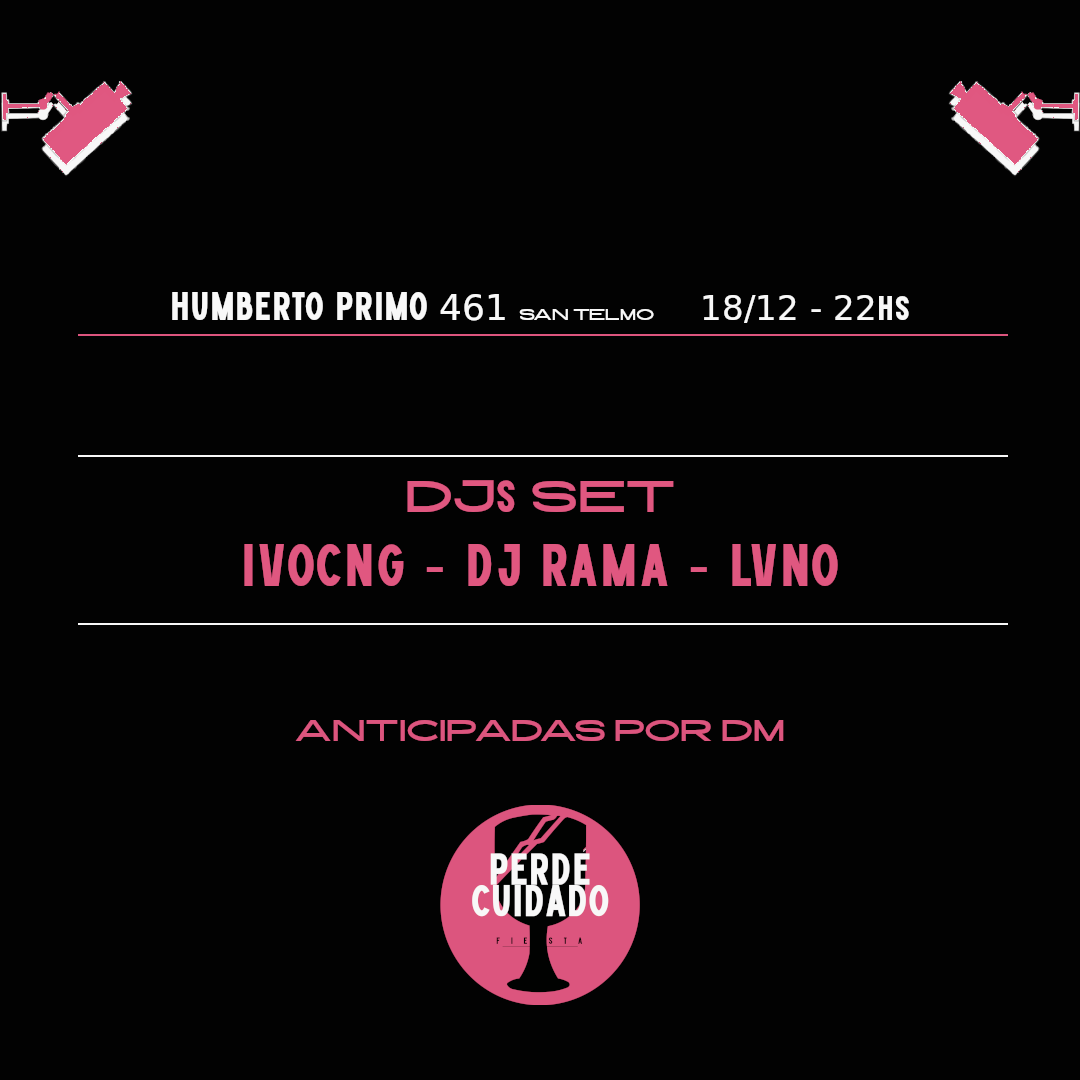 HUMBERTO PRIMO 461 SAN TELMO 18/12 - 22HS
DJS SET
IVOCNG - DJ RAMA - LVNO
ANTICIPADAS POR DM
PERDÉ
CUIDADO
FIESTA